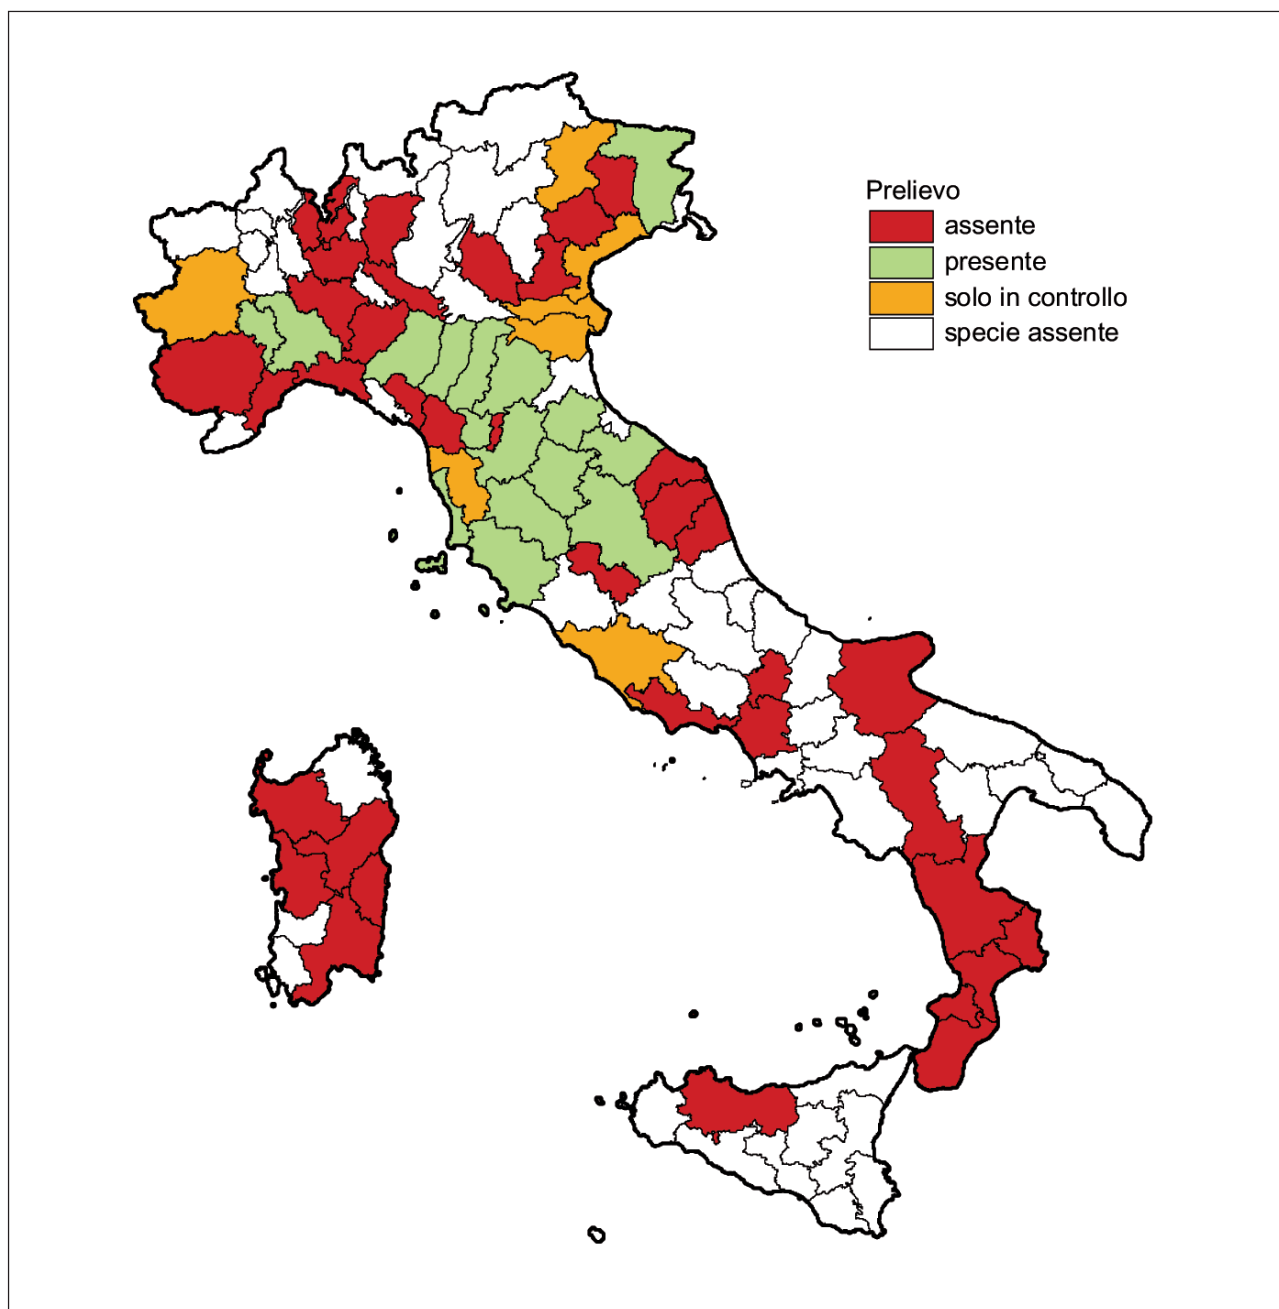 Prelievo
assente
presente
solo in controllo
specie assente